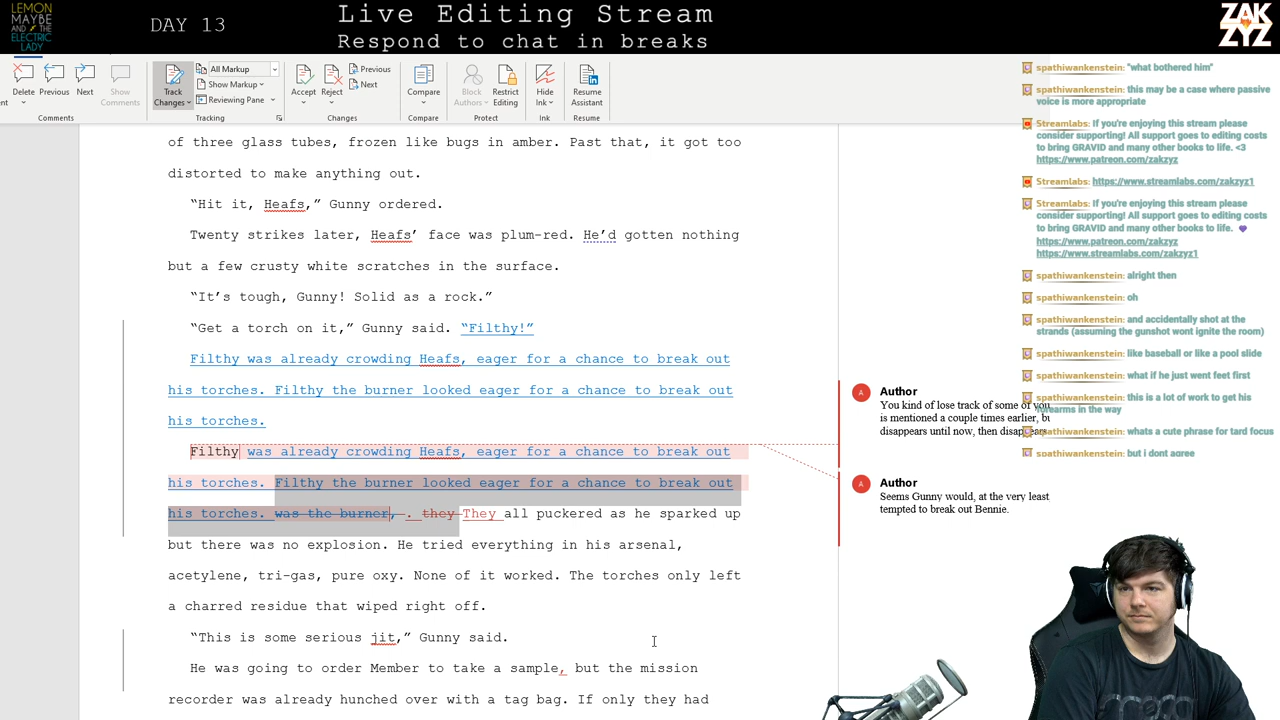 LEMON
MAYBE
AND THE
ELECTRIC
LADY
DAY 13
Live Editing Stream
Respond to chat in breaks
ZAK
ZYZ
Delete
Previous
Next
Show
Comments
Comments
Track
Changes
All Markup
Show Markup
Reviewing Pane
Tracking
Accept
Reject
Previous
Next
Changes
Compare
Compare
Block
Authors
Restrict
Editing
Protect
Hide
Ink
Ink
Resume
Assistant
Resume
of three glass tubes, frozen like bugs in amber. Past that, it got too
distorted to make anything out.
“Hit it, Heafs,” Gunny ordered.
Twenty strikes later, Heafs’ face was plum-red. He’d gotten nothing
but a few crusty white scratches in the surface.
“It’s tough, Gunny! Solid as a rock.”
“Get a torch on it,” Gunny said. “Filthy!”
Filthy was already crowding Heafs, eager for a chance to break out
his torches. Filthy the burner looked eager for a chance to break out
his torches.
Filthy was already crowding Heafs, eager for a chance to break out
his torches. Filthy the burner looked eager for a chance to break out
his torches. was the burner, . they They all puckered as he sparked up
but there was no explosion. He tried everything in his arsenal,
acetylene, tri-gas, pure oxy. None of it worked. The torches only left
a charred residue that wiped right off.
“This is some serious jit,” Gunny said.
He was going to order Member to take a sample, but the mission
recorder was already hunched over with a tag bag. If only they had
A
Author
You kind of lose track of some of you
is mentioned a couple times earlier, bu
disappears until now, then disappears
A
Author
Seems Gunny would, at the very least
tempted to break out Bennie.
spathiwankenstein: "what bothered him"
spathiwankenstein: this may be a case where passive
voice is more appropriate
Streamlabs: If you're enjoying this stream please
consider supporting! All support goes to editing costs
to bring GRAVID and many other books to life. <3
https://www.patreon.com/zakzyz
Streamlabs: https://www.streamlabs.com/zakzyz1
Streamlabs: If you're enjoying this stream please
consider supporting! All support goes to editing costs
to bring GRAVID and many other books to life. 💜
https://www.patreon.com/zakzyz
https://www.streamlabs.com/zakzyz1
spathiwankenstein: alright then
spathiwankenstein: oh
spathiwankenstein: and accidentally shot at the
strands (assuming the gunshot wont ignite the room)
spathiwankenstein: like baseball or like a pool slide
spathiwankenstein: what if he just went feet first
spathiwankenstein: this is a lot of work to get his
forearms in the way
spathiwankenstein: whats a cute phrase for tard focus
spathiwankenstein: but i dont agree